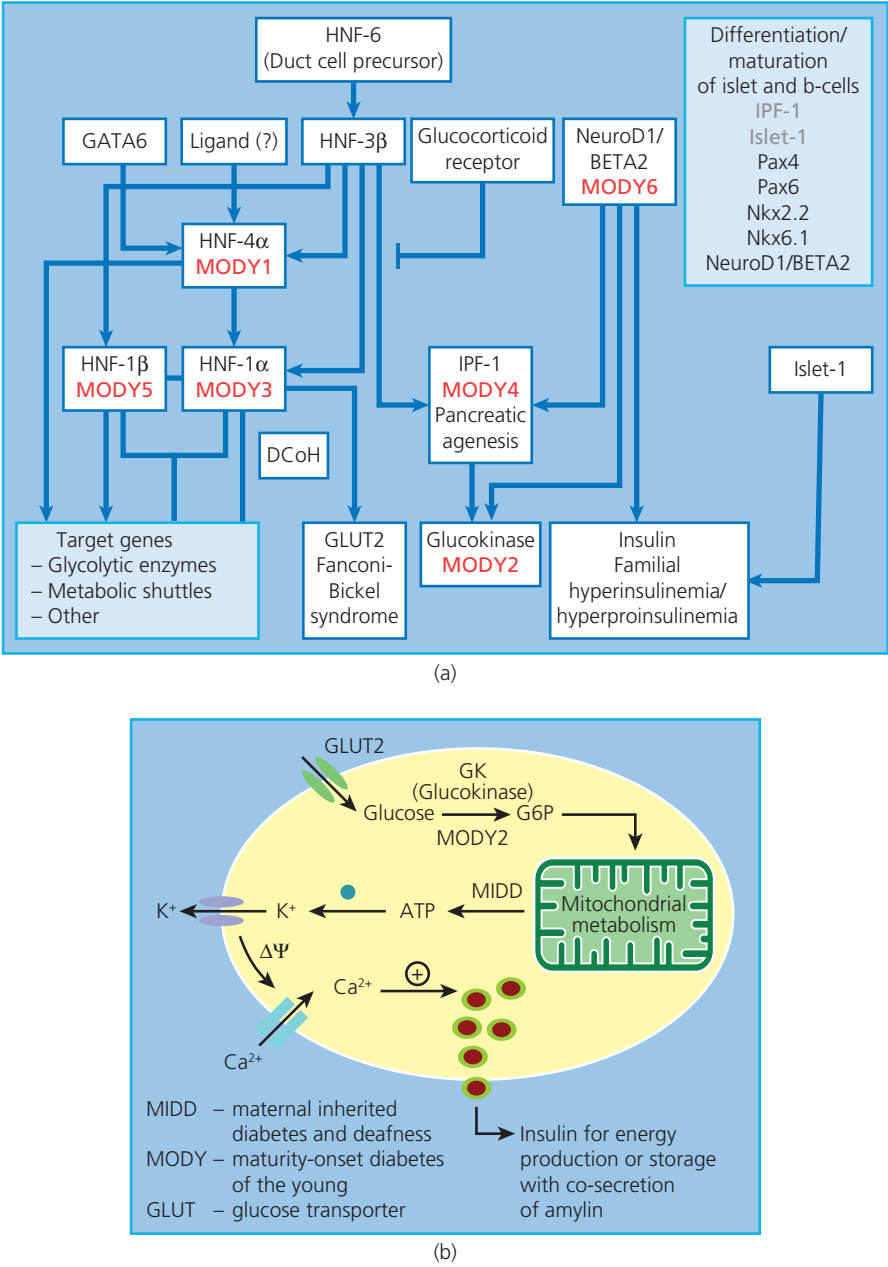 HNF-6
(Duct cell precursor)
Differentiation/
maturation
of islet and b-cells
IPF-1
Islet-1
Pax4
Pax6
Nkx2.2
Nkx6.1
NeuroD1/BETA2
GATA6
Ligand (?)
HNF-3β
Glucocorticoid
receptor
NeuroD1/
BETA2
MODY6
HNF-4α
MODY1
HNF-1β
MODY5
HNF-1α
MODY3
IPF-1
MODY4
Pancreatic
agenesis
Islet-1
DCoH
Target genes
– Glycolytic enzymes
– Metabolic shuttles
– Other
GLUT2
Fanconi-
Bickel
syndrome
Glucokinase
MODY2
Insulin
Familial
hyperinsulinemia/
hyperproinsulinemia
(a)
GLUT2
GK
(Glucokinase)
Glucose
G6P
MODY2
Mitochondrial
metabolism
MIDD
ATP
K⁺
K⁺
ΔΨ
Ca²⁺
+
Ca²⁺
MIDD – maternal inherited
diabetes and deafness
MODY – maturity-onset diabetes
of the young
GLUT – glucose transporter
Insulin for energy
production or storage
with co-secretion
of amylin
(b)